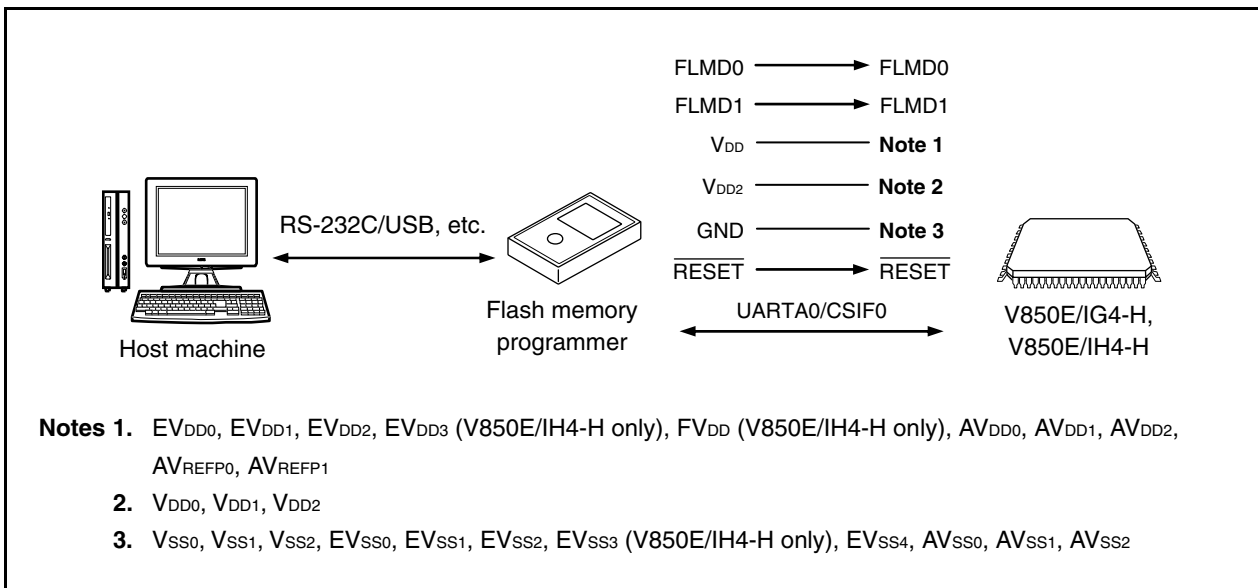 FLMD0 FLMD0
FLMD1 FLMD1
VDD Note 1
VDD2 Note 2
GND Note 3
RESET RESET
RS-232C/USB, etc.
UARTA0/CSIF0
Host machine
Flash memory
programmer
V850E/IG4-H,
V850E/IH4-H
Notes 1. EVDD0, EVDD1, EVDD2, EVDD3 (V850E/IH4-H only), FVDD (V850E/IH4-H only), AVDD0, AVDD1, AVDD2,
AVREFP0, AVREFP1
2. VDD0, VDD1, VDD2
3. VSS0, VSS1, VSS2, EVSS0, EVSS1, EVSS2, EVSS3 (V850E/IH4-H only), EVSS4, AVSS0, AVSS1, AVSS2